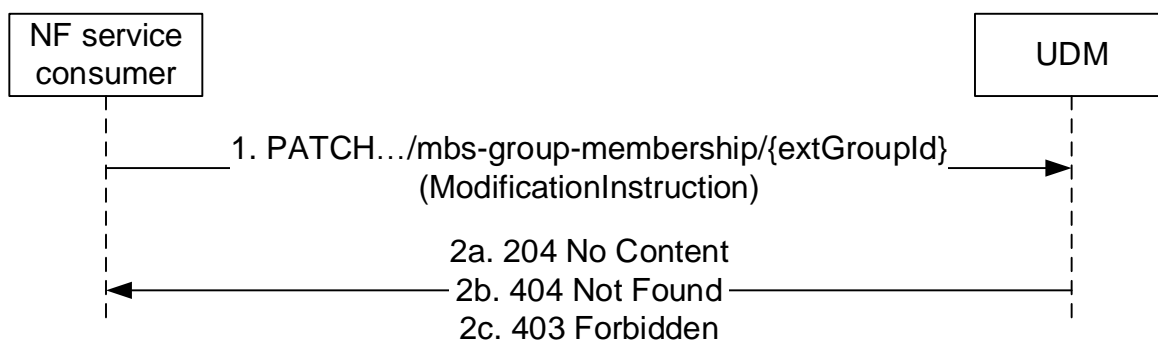 NF service
consumer
UDM
1. PATCH…/mbs-group-membership/{extGroupId}
(ModificationInstruction)
2a. 204 No Content
2b. 404 Not Found
2c. 403 Forbidden